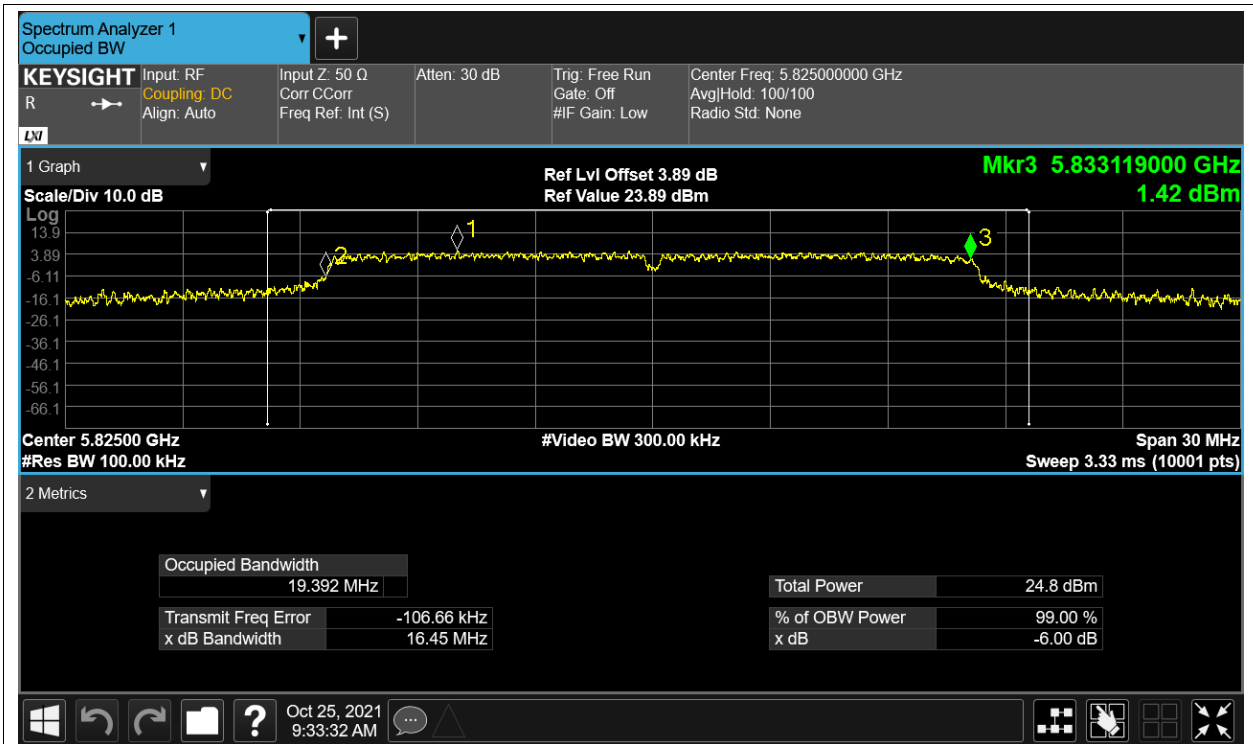 Spectrum Analyzer 1
Occupied BW
KEYSIGHT Input: RF Input Z: 50 Ω Atten: 30 dB Trig: Free Run Center Freq: 5.825000000 GHz
R Coupling: DC Corr CCorr Gate: Off Avg|Hold: 100/100
Align: Auto Freq Ref: Int (S) #IF Gain: Low Radio Std: None
LXI
1 Graph Ref Lvl Offset 3.89 dB Mkr3 5.833119000 GHz
Scale/Div 10.0 dB Ref Value 23.89 dBm 1.42 dBm
Log
13.9
3.89
-6.11
-16.1
-26.1
-36.1
-46.1
-56.1
-66.1
1
2
3
Center 5.82500 GHz #Video BW 300.00 kHz Span 30 MHz
#Res BW 100.00 kHz Sweep 3.33 ms (10001 pts)
2 Metrics
Occupied Bandwidth
19.392 MHz Total Power 24.8 dBm
Transmit Freq Error -106.66 kHz % of OBW Power 99.00 %
x dB Bandwidth 16.45 MHz x dB -6.00 dB
? Oct 25, 2021
9:33:32 AM